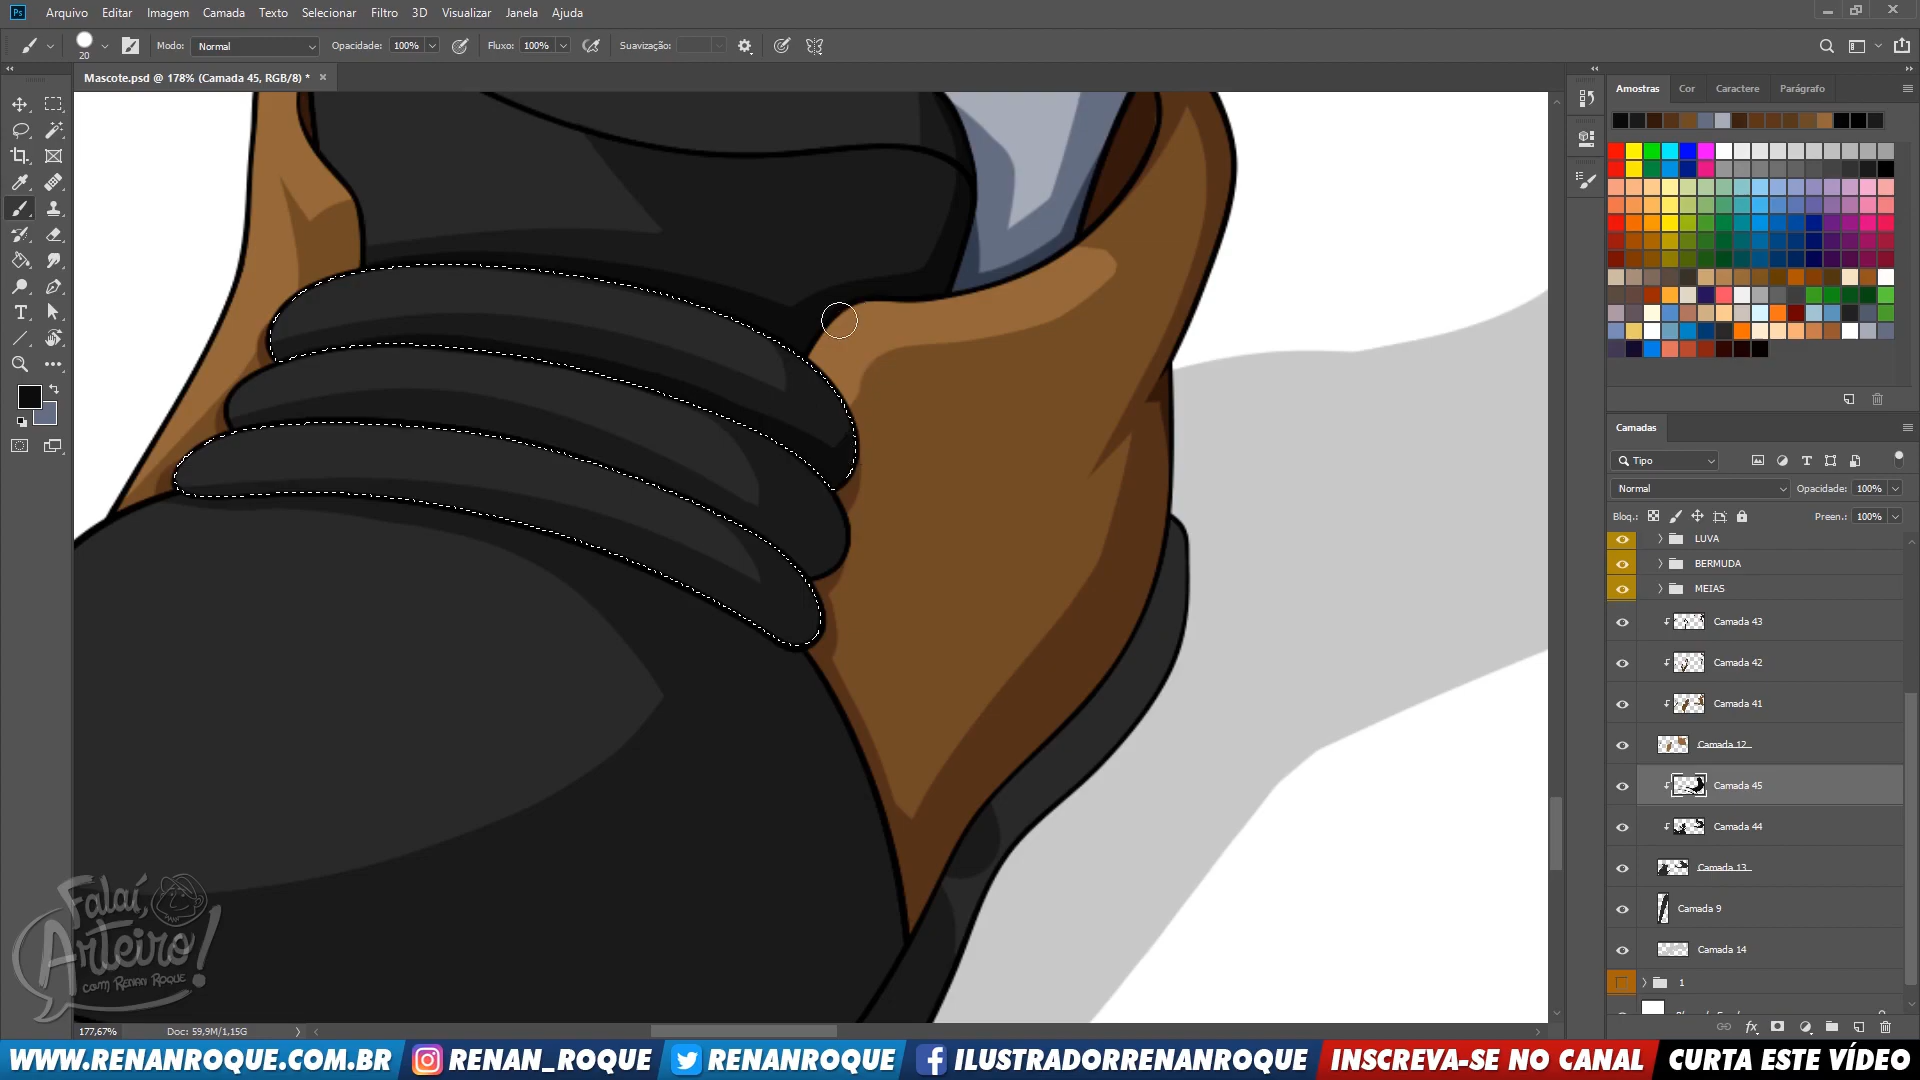 Arquivo Editar Imagem Camada Texto Selecionar Filtro 3D Visualizar Janela Ajuda
20 Modo: Normal Opacidade: 100% Fluxo: 100% Suavização:
Mascote.psd @ 178% (Camada 45, RGB/8) *
Amostras Cor Caractere Parágrafo
Camadas
Tipo
Normal Opacidade: 100%
Bloq.: Preen.: 100%
LUVA
BERMUDA
MEIAS
Camada 43
Camada 42
Camada 41
Camada 12
Camada 45
Camada 44
Camada 13
Camada 9
Camada 14
1
Falaí,
Arteiro!
com Renan Roque
177,67% Doc: 59,9M/1,15G
WWW.RENANROQUE.COM.BR RENAN_ROQUE RENANROQUE ILUSTRADORRENANROQUE INSCREVA-SE NO CANAL CURTA ESTE VÍDEO